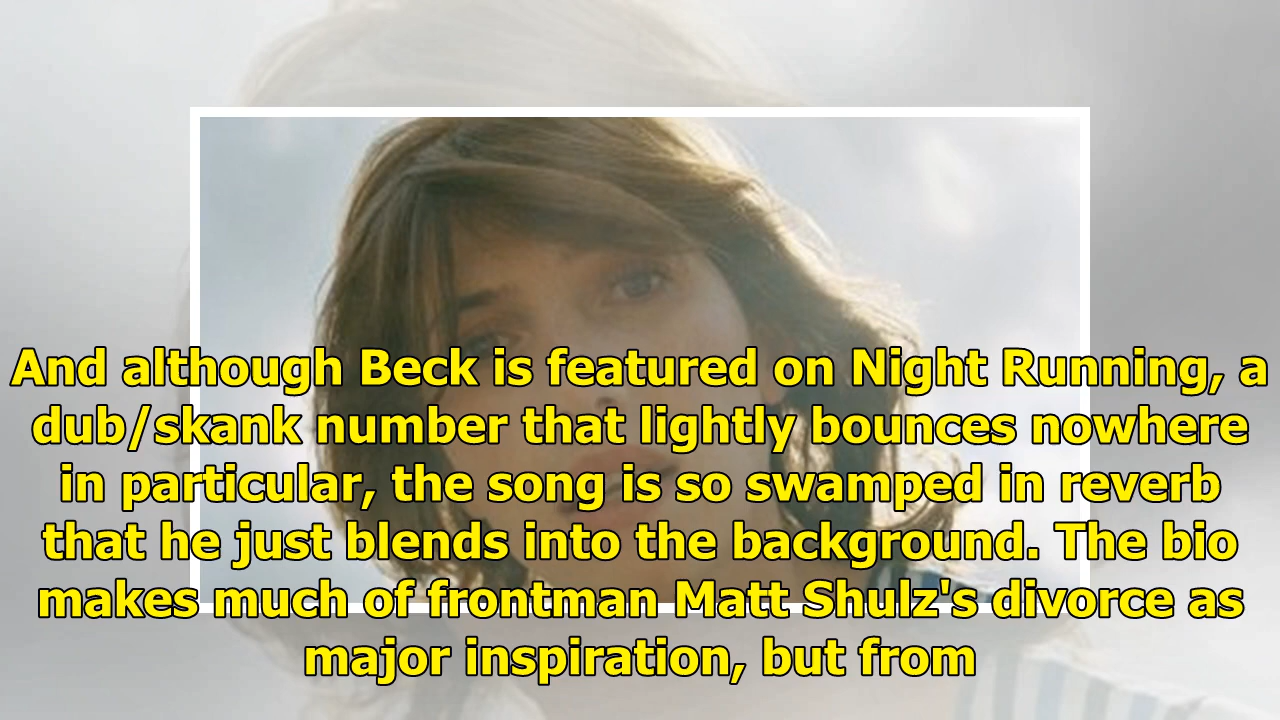 And although Beck is featured on Night Running, a
dub/skank number that lightly bounces nowhere
in particular, the song is so swamped in reverb
that he just blends into the background. The bio
makes much of frontman Matt Shulz's divorce as
major inspiration, but from